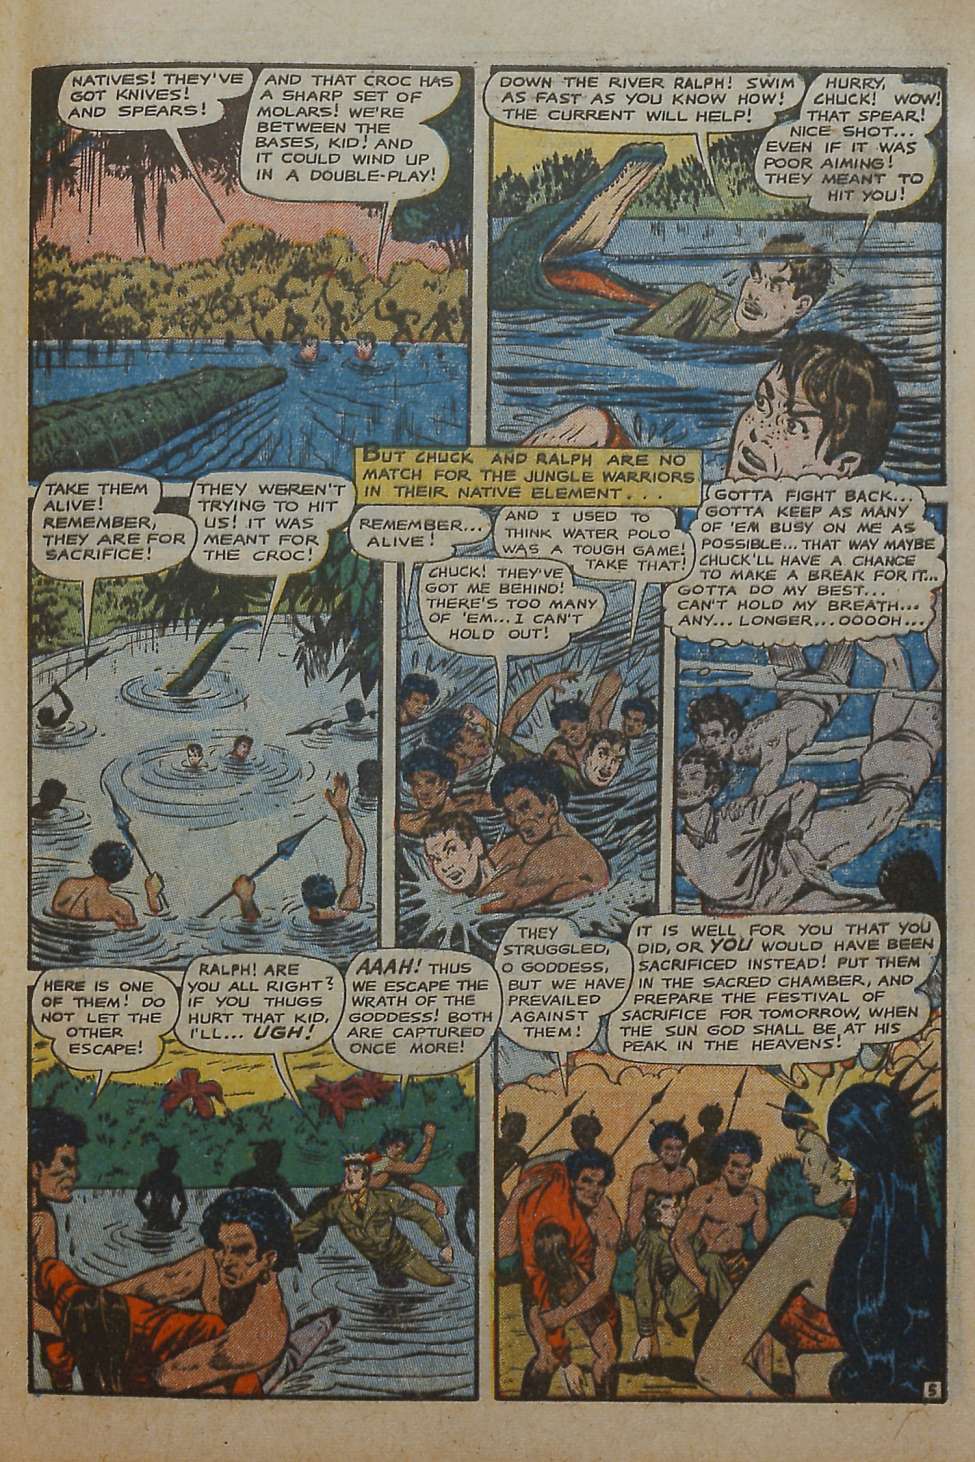 NATIVES! THEY'VE
GOT KNIVES!
AND SPEARS!
AND THAT CROC HAS
A SHARP SET OF
MOLARS! WE'RE
BETWEEN THE
BASES, KID! AND
IT COULD WIND UP
IN A DOUBLE-PLAY!
DOWN THE RIVER RALPH! SWIM
AS FAST AS YOU KNOW HOW!
THE CURRENT WILL HELP!
HURRY,
CHUCK! WOW!
THAT SPEAR!
NICE SHOT...
EVEN IF IT WAS
POOR AIMING!
THEY MEANT TO
HIT YOU!
BUT CHUCK AND RALPH ARE NO
MATCH FOR THE JUNGLE WARRIORS
IN THEIR NATIVE ELEMENT...
TAKE THEM
ALIVE!
REMEMBER,
THEY ARE FOR
SACRIFICE!
THEY WEREN'T
TRYING TO HIT
US! IT WAS
MEANT FOR
THE CROC!
REMEMBER...
ALIVE!
AND I USED TO
THINK WATER POLO
WAS A TOUGH GAME!
TAKE THAT!
CHUCK! THEY'VE
GOT ME BEHIND!
THERE'S TOO MANY
OF 'EM... I CAN'T
HOLD OUT!
GOTTA FIGHT BACK...
GOTTA KEEP AS MANY
OF 'EM BUSY ON ME AS
POSSIBLE... THAT WAY MAYBE
CHUCK'LL HAVE A CHANCE
TO MAKE A BREAK FOR IT...
GOTTA DO MY BEST...
CAN'T HOLD MY BREATH...
ANY... LONGER... OOOOH...
HERE IS ONE
OF THEM! DO
NOT LET THE
OTHER
ESCAPE!
RALPH! ARE
YOU ALL RIGHT?
IF YOU THUGS
HURT THAT KID,
I'LL... UGH!
AAAH! THUS
WE ESCAPE THE
WRATH OF THE
GODDESS! BOTH
ARE CAPTURED
ONCE MORE!
THEY
STRUGGLED,
O GODDESS,
BUT WE HAVE
PREVAILED
AGAINST
THEM!
IT IS WELL FOR YOU THAT YOU
DID, OR YOU WOULD HAVE BEEN
SACRIFICED INSTEAD! PUT THEM
IN THE SACRED CHAMBER, AND
PREPARE THE FESTIVAL OF
SACRIFICE FOR TOMORROW, WHEN
THE SUN GOD SHALL BE AT HIS
PEAK IN THE HEAVENS!
5